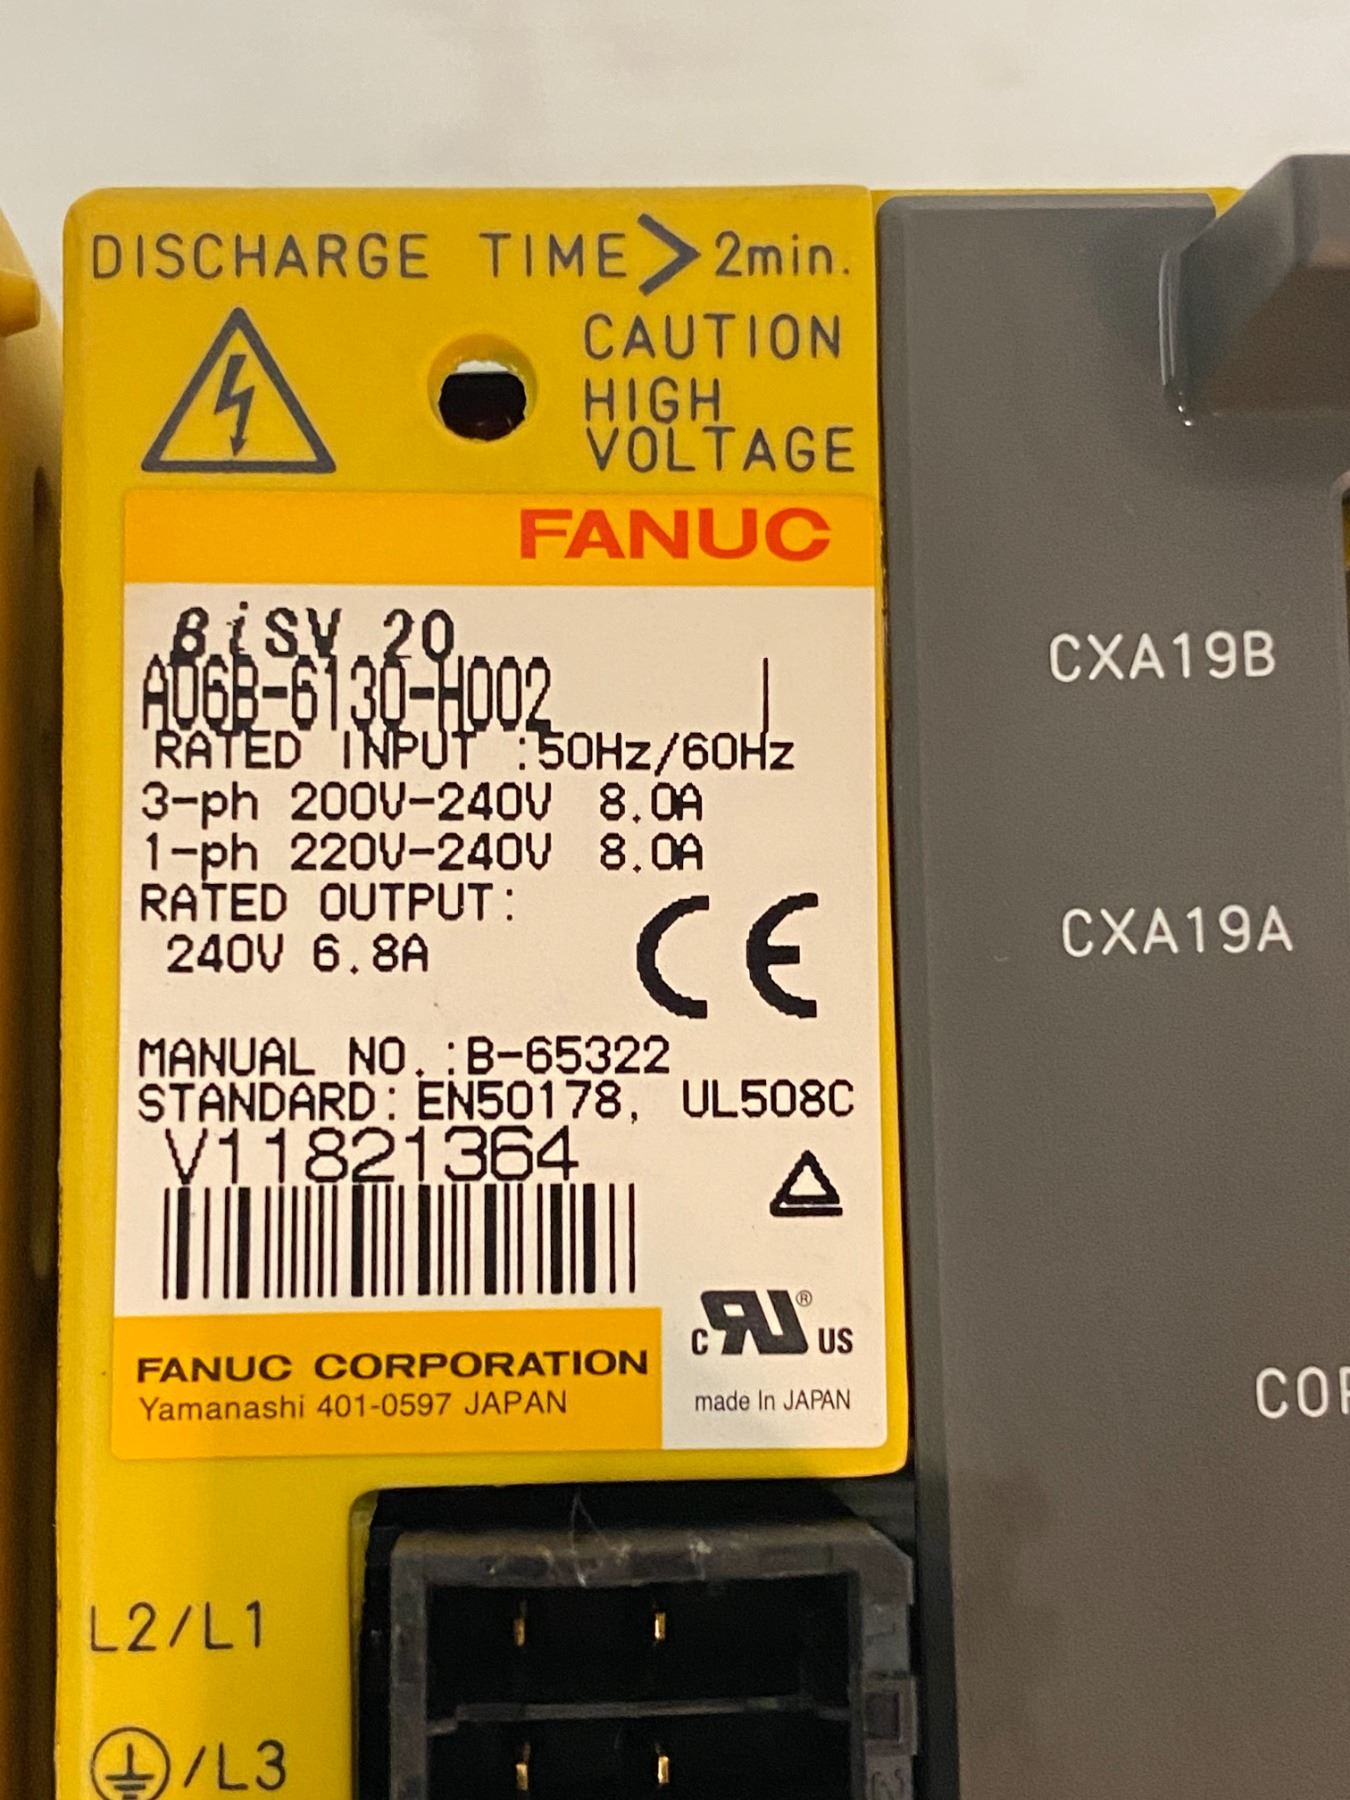 DISCHARGE TIME > 2min.
CAUTION
HIGH
VOLTAGE
FANUC
βiSV 20
A06B-6130-H002
RATED INPUT :50Hz/60Hz
3-ph 200V-240V 8.0A
1-ph 220V-240V 8.0A
RATED OUTPUT:
240V 6.8A
CE
MANUAL NO.:B-65322
STANDARD: EN50178, UL508C
V11821364
c RU ® US
FANUC CORPORATION
Yamanashi 401-0597 JAPAN
made In JAPAN
CXA19B
CXA19A
L2/L1
/L3